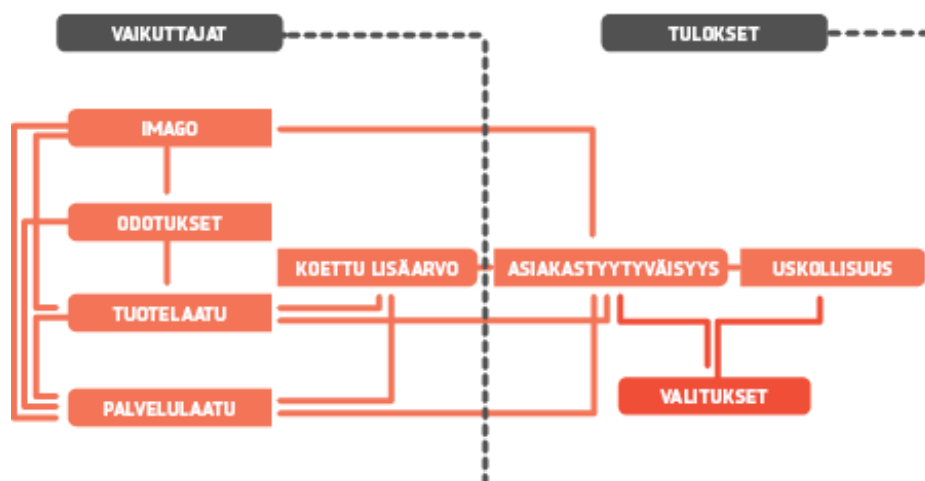 VAIKUTTAJAT
TULOKSET
IMAGO
ODOTUKSET
KOETTU LISÄARVO
ASIAKASTYYTYVÄISYYS
USKOLLISUUS
TUOTELAATU
VALITUKSET
PALVELULAATU